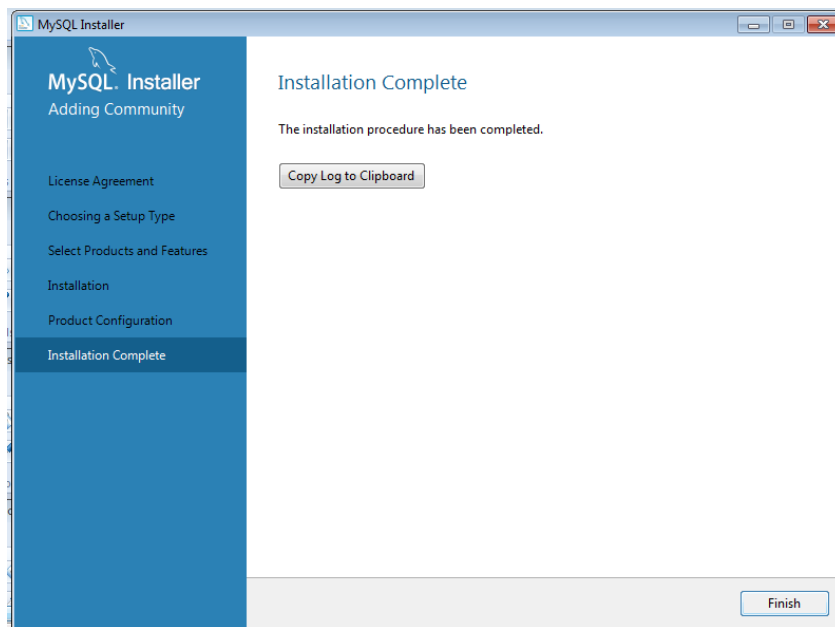 MySQL Installer
MySQL. Installer
Adding Community
License Agreement
Choosing a Setup Type
Select Products and Features
Installation
Product Configuration
Installation Complete
Installation Complete
The installation procedure has been completed.
Copy Log to Clipboard
Finish